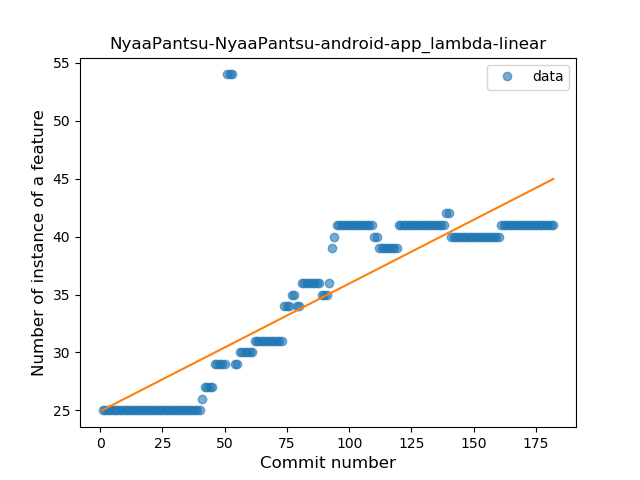 NyaaPantsu-NyaaPantsu-android-app_lambda-linear
data
Number of instance of a feature
55
50
45
40
35
30
25
0 25 50 75 100 125 150 175
Commit number